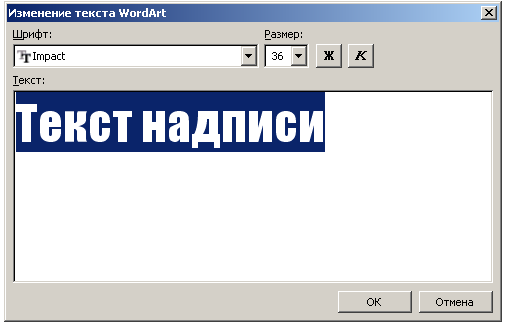 Изменение текста WordArt
Шрифт: Размер:
Impact 36 Ж К
Текст:
Текст надписи
ОК Отмена